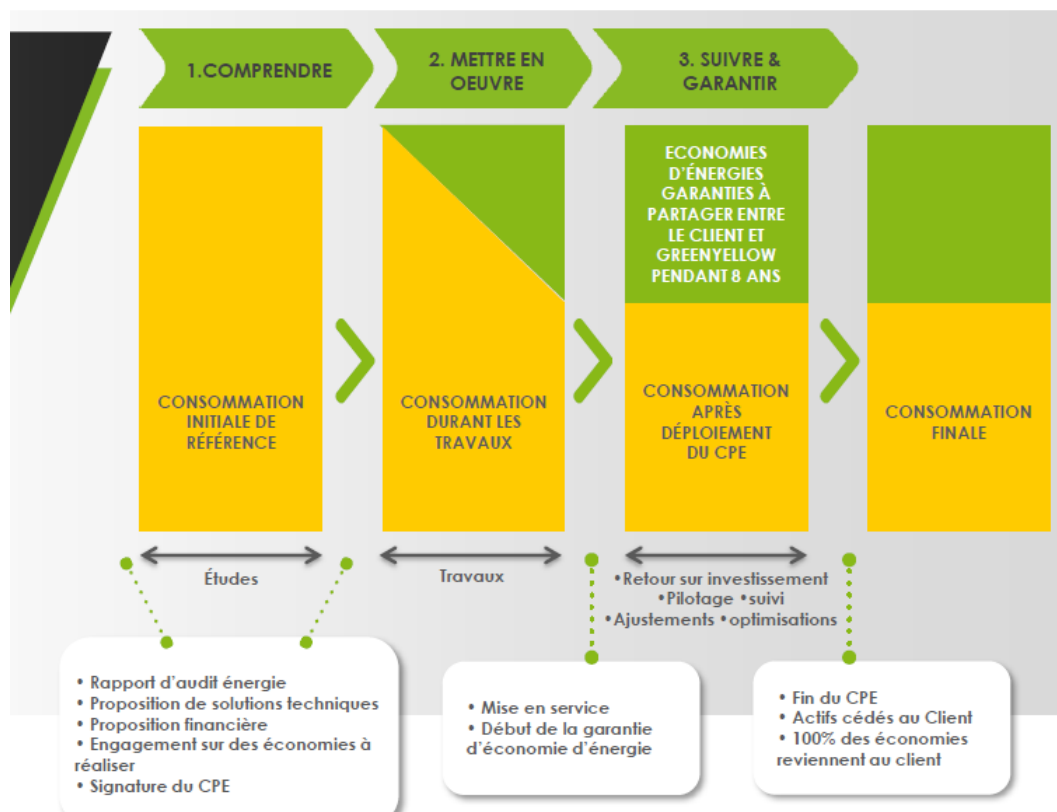 1.COMPRENDRE
2. METTRE EN
OEUVRE
3. SUIVRE &
GARANTIR
CONSOMMATION
INITIALE DE
RÉFÉRENCE
CONSOMMATION
DURANT LES
TRAVAUX
ECONOMIES
D'ÉNERGIES
GARANTIES À
PARTAGER ENTRE
LE CLIENT ET
GREENYELLOW
PENDANT 8 ANS
CONSOMMATION
APRÈS
DÉPLOIEMENT
DU CPE
CONSOMMATION
FINALE
Études
Travaux
•Retour sur investissement
•Pilotage •suivi
•Ajustements •optimisations
• Rapport d'audit énergie
• Proposition de solutions techniques
• Proposition financière
• Engagement sur des économies à
réaliser
• Signature du CPE
• Mise en service
• Début de la garantie
d'économie d'énergie
• Fin du CPE
• Actifs cédés au Client
• 100% des économies
reviennent au client